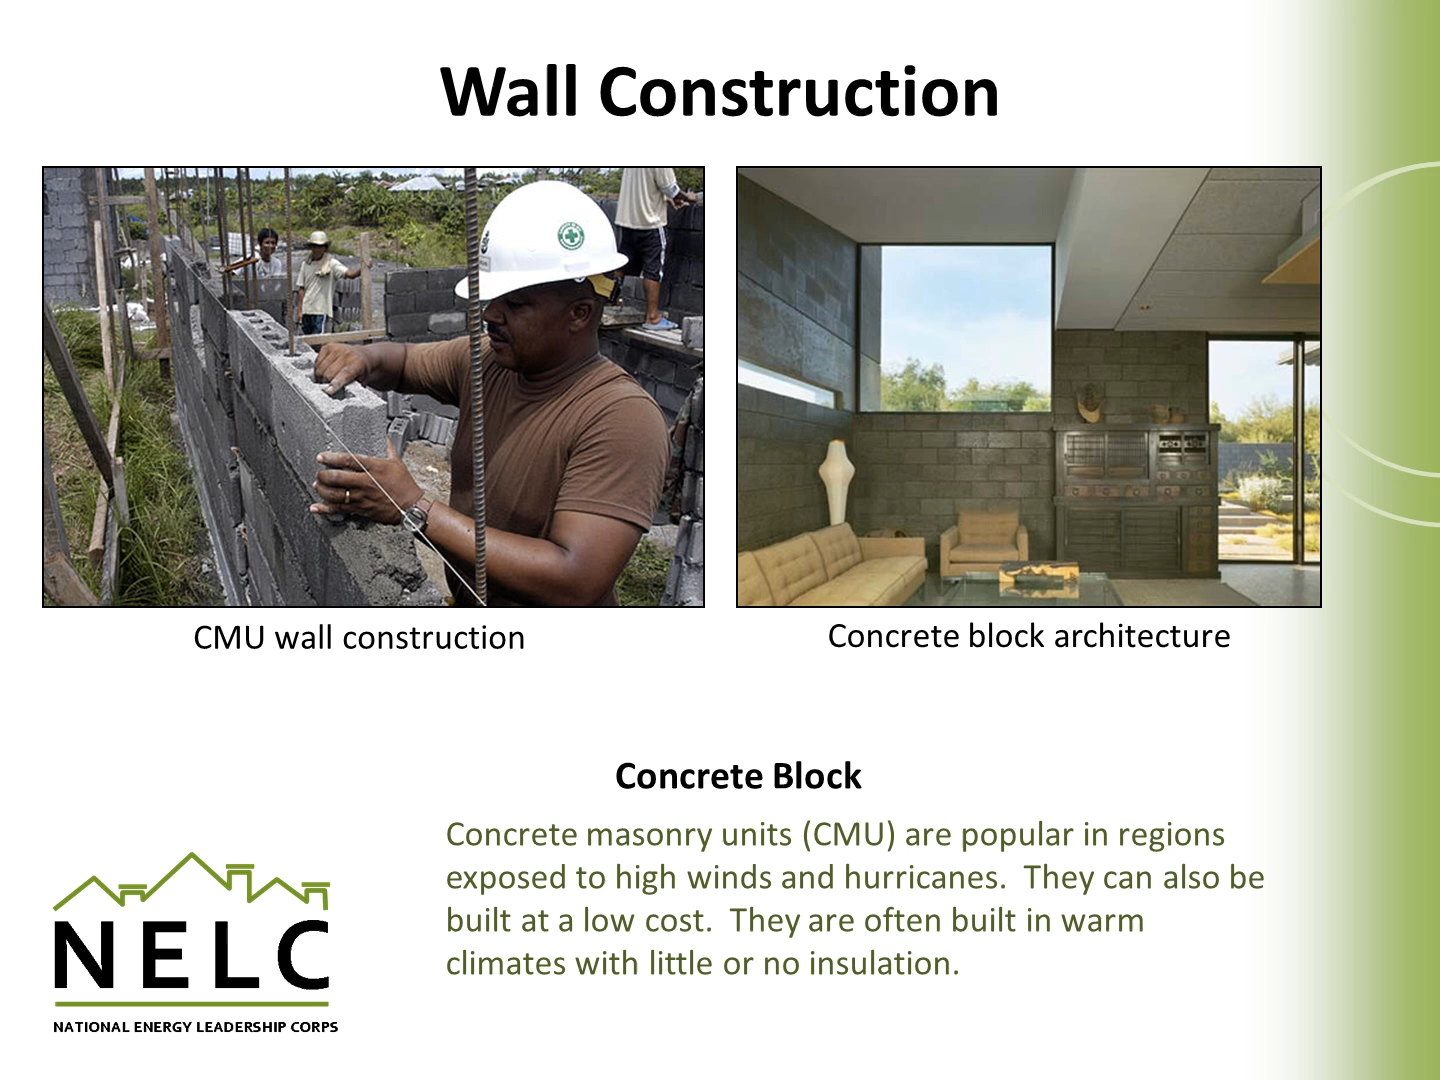 Wall Construction
CMU wall construction
Concrete block architecture
Concrete Block
Concrete masonry units (CMU) are popular in regions
exposed to high winds and hurricanes.  They can also be
built at a low cost.  They are often built in warm
climates with little or no insulation.
NELC
NATIONAL ENERGY LEADERSHIP CORPS